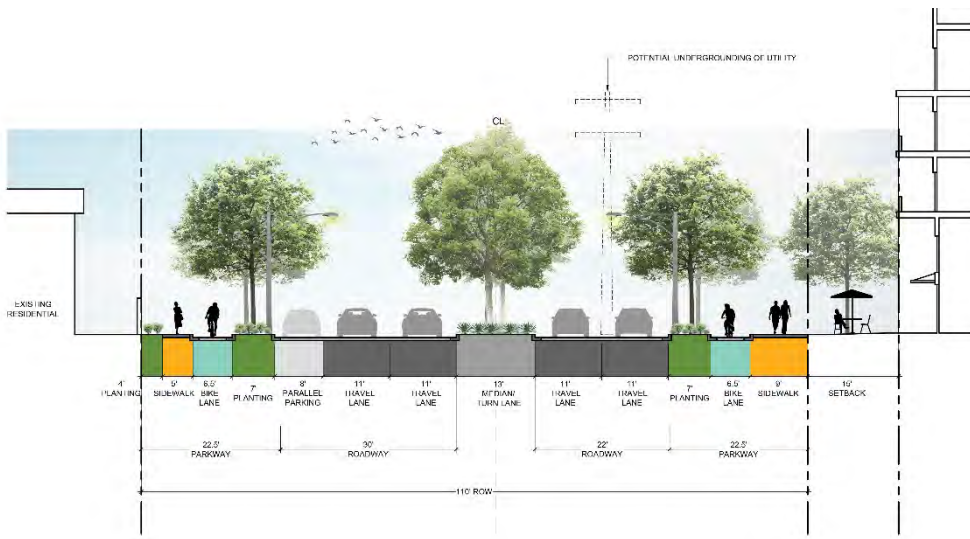 POTENTIAL UNDERGROUNDING OF UTILITY
CL
EXISTING
RESIDENTIAL
4'
PLANTING
5'
SIDEWALK
6.5'
BIKE
LANE
7'
PLANTING
8'
PARALLEL
PARKING
11'
TRAVEL
LANE
11'
TRAVEL
LANE
13'
MEDIAN/
TURN LANE
11'
TRAVEL
LANE
11'
TRAVEL
LANE
7'
PLANTING
6.5'
BIKE
LANE
9'
SIDEWALK
15'
SETBACK
22.5'
PARKWAY
30'
ROADWAY
22'
ROADWAY
22.5'
PARKWAY
110' ROW